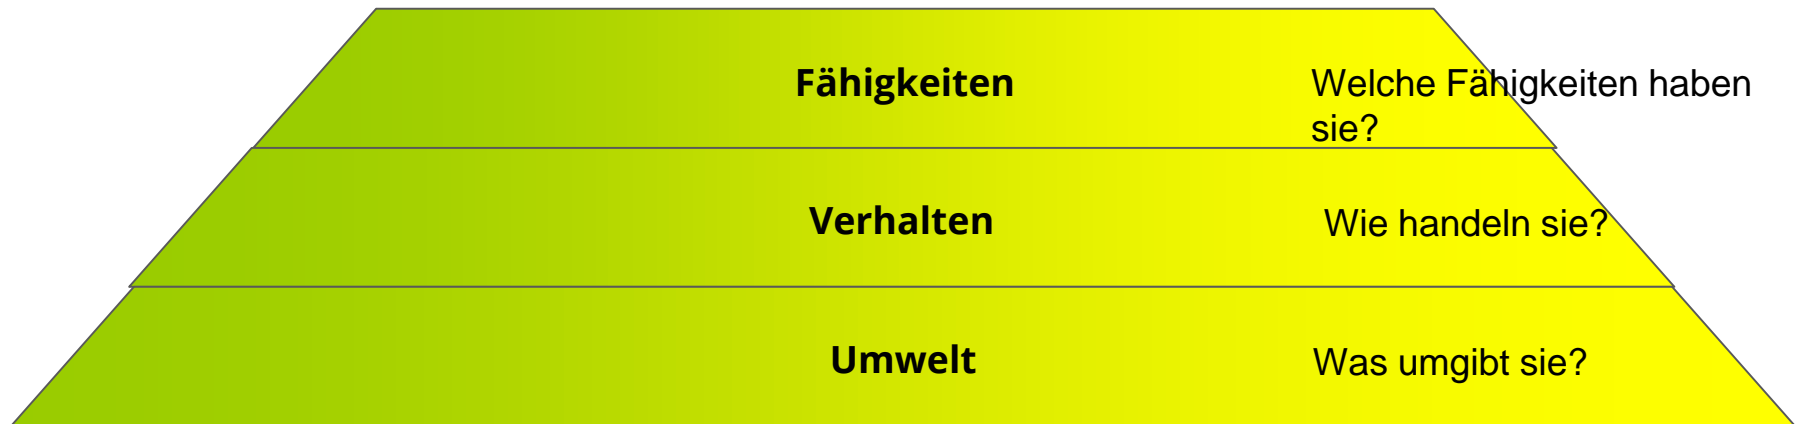 Fähigkeiten Welche Fähigkeiten haben
sie?
Verhalten Wie handeln sie?
Umwelt Was umgibt sie?